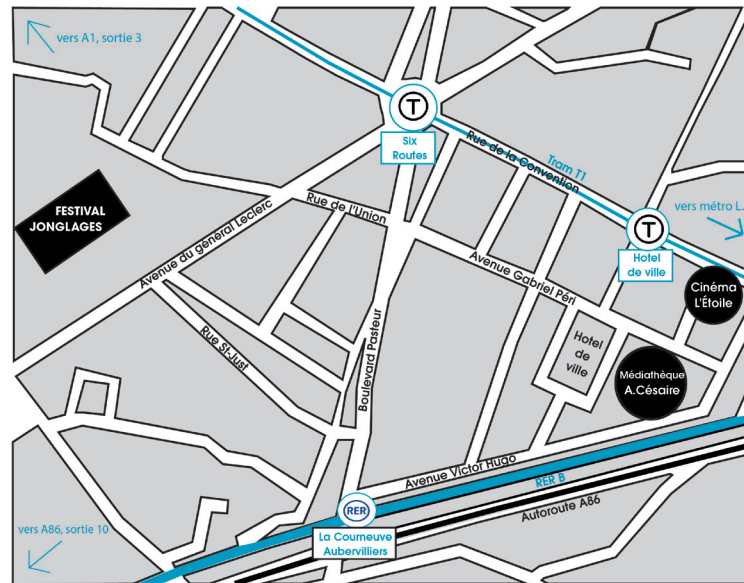 vers A1, sortie 3
T
Six
Routes
Rue de la Convention
Tram T1
vers métro L.
FESTIVAL
JONGLAGES
Rue de l'Union
T
Hotel
de ville
Avenue du général Leclerc
Avenue Gabriel Péri
Cinéma
L'Étoile
Rue St-Just
Boulevard Pasteur
Hotel
de
ville
Médiathèque
A.Césaire
Avenue Victor Hugo
RER B
RER
Autoroute A86
vers A86, sortie 10
La Courneuve
Aubervilliers